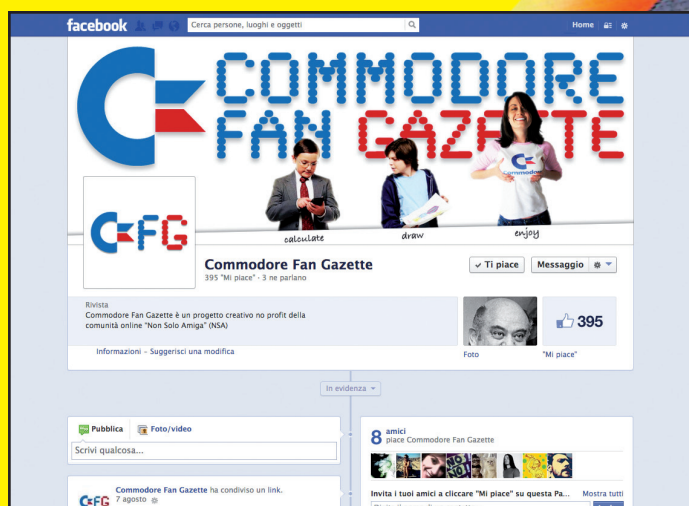 facebook
Cerca persone, luoghi e oggetti
Home
COMMODORE
FAN GAZETTE
Commodore
CFG
calculate
draw
enjoy
Commodore Fan Gazette
395 "Mi piace" · 3 ne parlano
Ti piace
Messaggio
Rivista
Commodore Fan Gazette è un progetto creativo no profit della
comunità online "Non Solo Amiga" (NSA)
395
Informazioni – Suggerisci una modifica
Foto
"Mi piace"
In evidenza
Pubblica
Foto/video
Scrivi qualcosa...
8 amici
piace Commodore Fan Gazette
Commodore Fan Gazette ha condiviso un link.
7 agosto
CFG
Invita i tuoi amici a cliccare "Mi piace" su questa Pa...
Mostra tutti